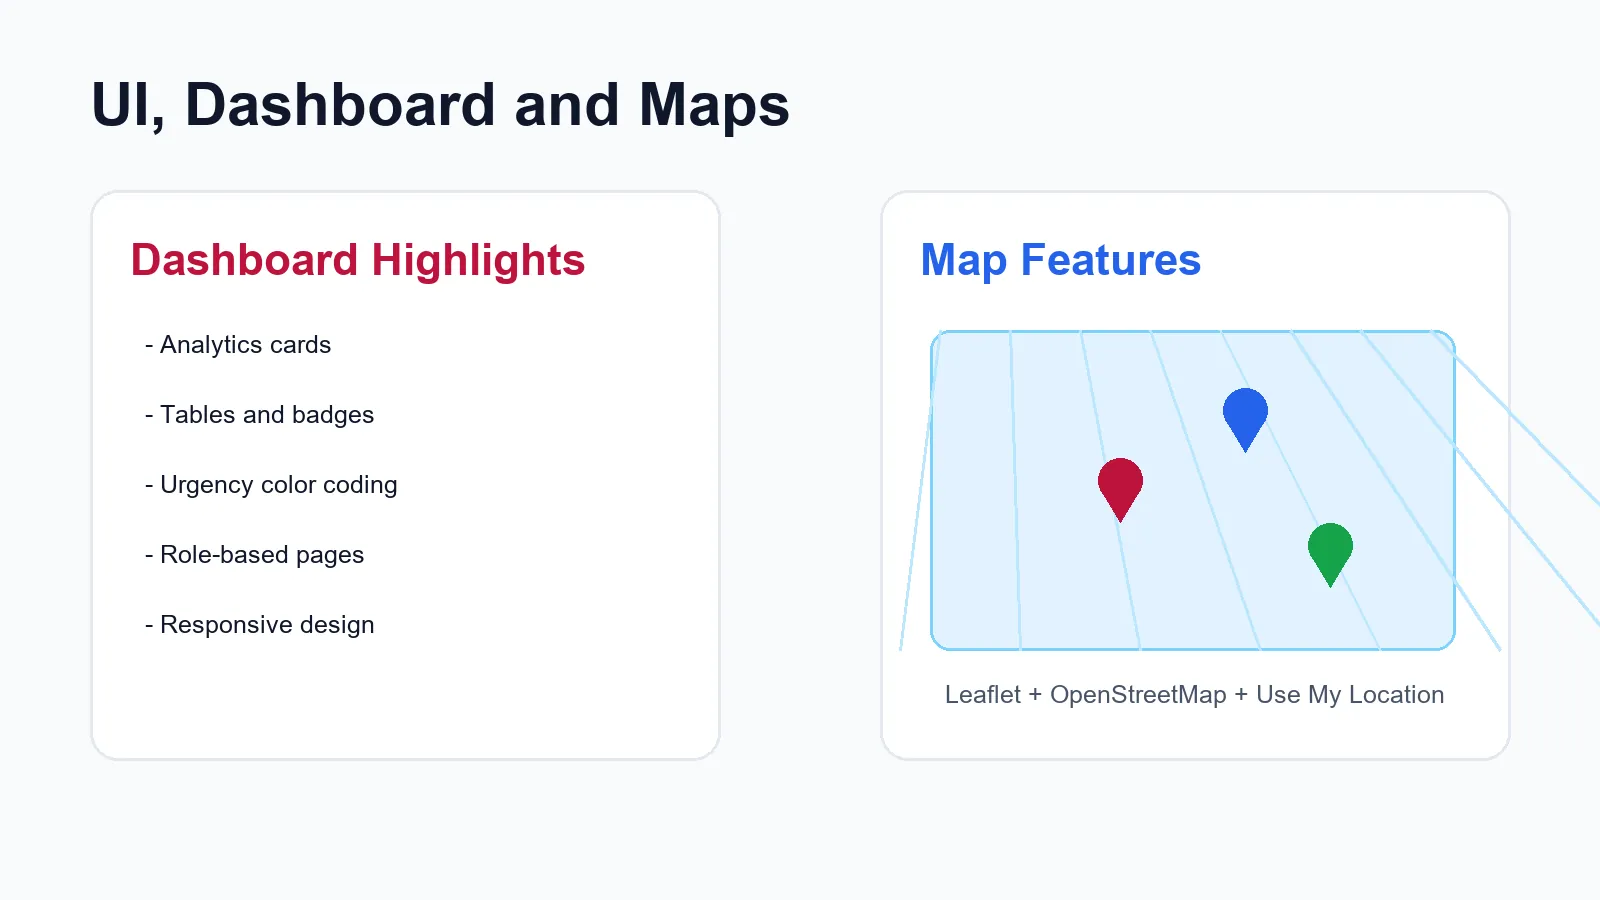 UI, Dashboard and Maps
Dashboard Highlights
- Analytics cards
- Tables and badges
- Urgency color coding
- Role-based pages
- Responsive design
Map Features
Leaflet + OpenStreetMap + Use My Location